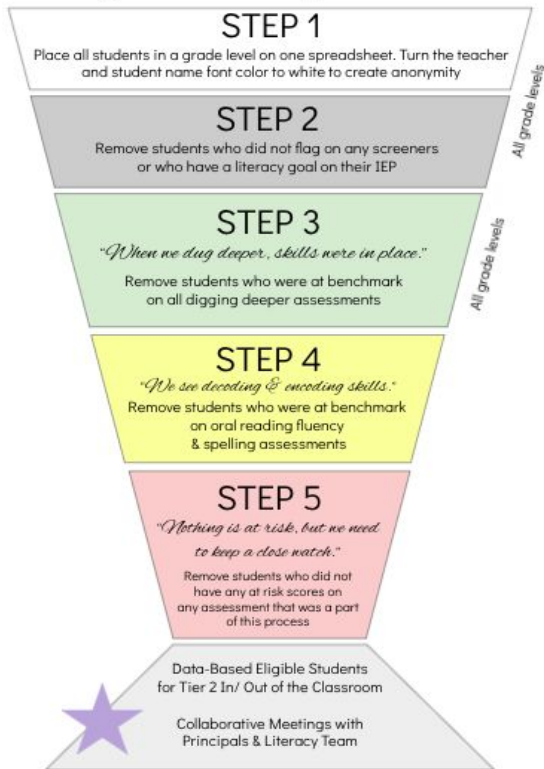 STEP 1
Place all students in a grade level on one spreadsheet. Turn the teacher
and student name font color to white to create anonymity
All grade levels
STEP 2
Remove students who did not flag on any screeners
or who have a literacy goal on their IEP
STEP 3
"When we dug deeper, skills were in place."
Remove students who were at benchmark
on all digging deeper assessments
All grade levels
STEP 4
"We see decoding & encoding skills."
Remove students who were at benchmark
on oral reading fluency
& spelling assessments
STEP 5
"Nothing is at risk, but we need
to keep a close watch."
Remove students who did not
have any at risk scores on
any assessment that was a part
of this process
Data-Based Eligible Students
for Tier 2 In/ Out of the Classroom
Collaborative Meetings with
Principals & Literacy Team